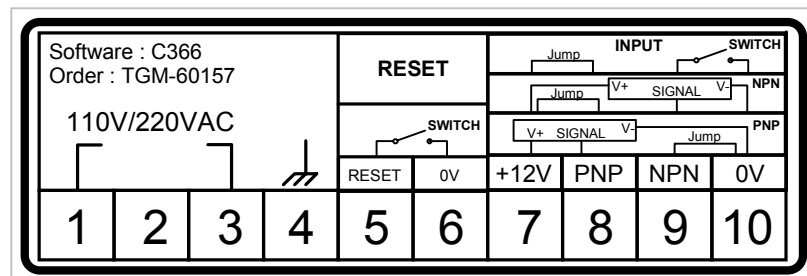 Software : C366
Order : TGM-60157
110V/220VAC
RESET
SWITCH
INPUT
Jump
SWITCH
NPN
Jump
V+
SIGNAL
V-
PNP
V+
SIGNAL
V-
Jump
RESET 0V +12V PNP NPN 0V
1 2 3 4 5 6 7 8 9 10